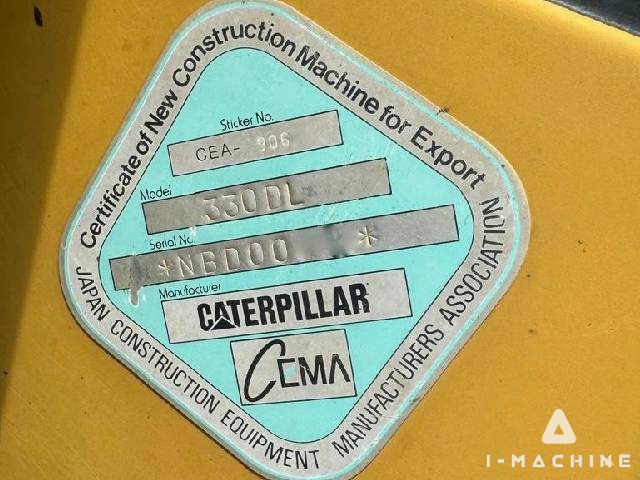 Certificate of New Construction Machine for Export
Sticker No.
CEA- 906
Model
330DL
Serial No.
*NBD00 *
Manufacturer
CATERPILLAR
CEMA
JAPAN CONSTRUCTION EQUIPMENT MANUFACTURERS ASSOCIATION
I-MACHINE